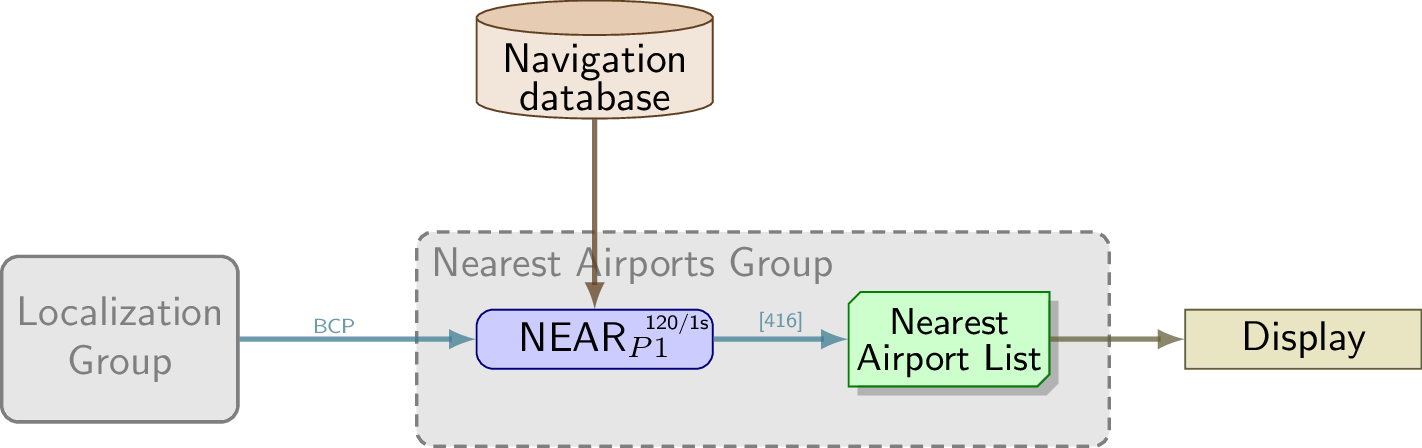 Navigation
database
Nearest Airports Group
Localization
Group
BCP
NEAR P1 120/1s
[416]
Nearest
Airport List
Display